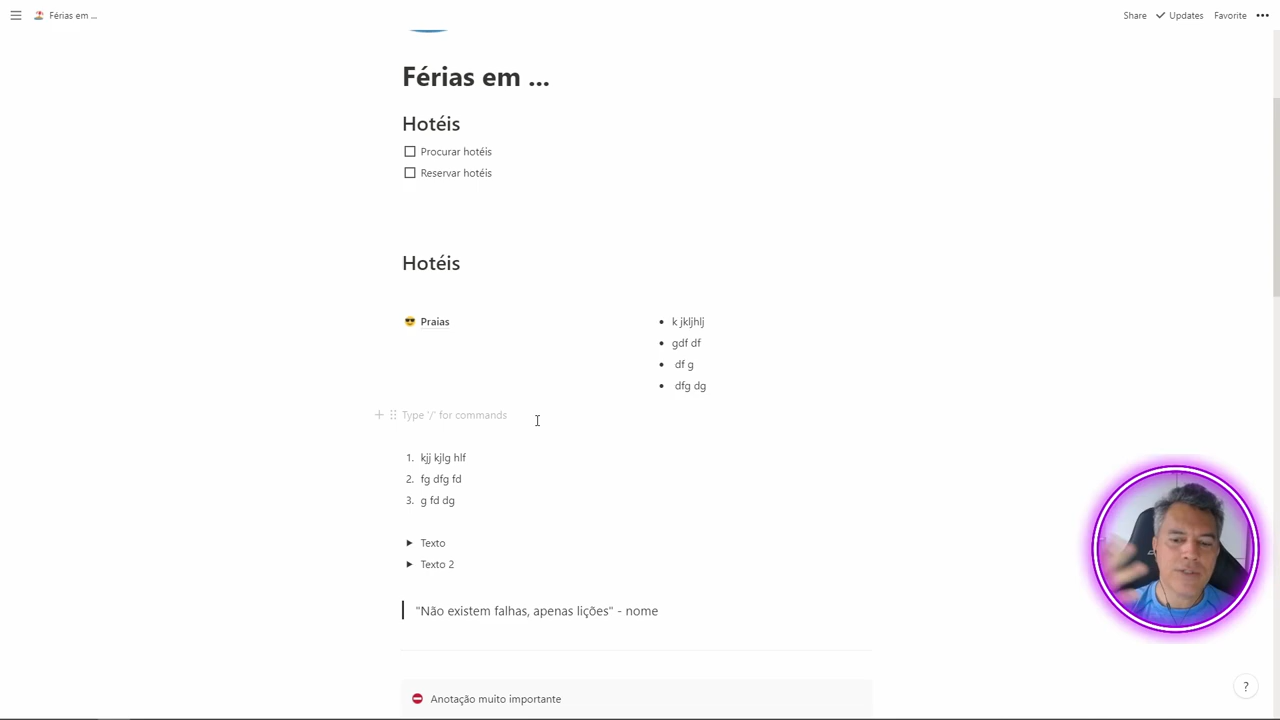 Férias em ...
Share
Updates
Favorite
Férias em ...
Hotéis
Procurar hotéis
Reservar hotéis
Hotéis
Praias
k jkljhlj
gdf df
df g
dfg dg
Type '/' for commands
1. kjj kjlg hlf
2. fg dfg fd
3. g fd dg
Texto
Texto 2
"Não existem falhas, apenas lições" - nome
Anotação muito importante
?